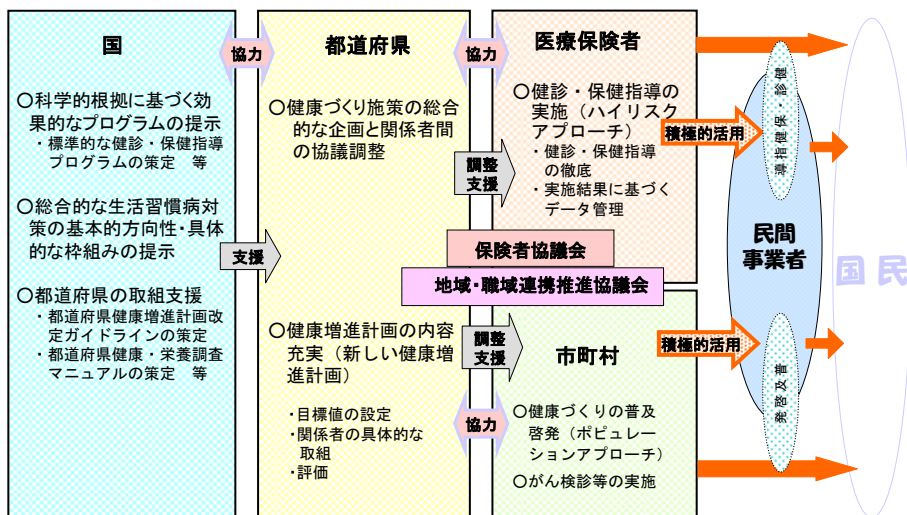 国
協力
都道府県
協力
医療保険者
○科学的根拠に基づく効
果的なプログラムの提示
・標準的な健診・保健指導
プログラムの策定 等
○総合的な生活習慣病対
策の基本的方向性・具体
的な枠組みの提示
○都道府県の取組支援
・都道府県健康増進計画改
定ガイドラインの策定
・都道府県健康・栄養調査
マニュアルの策定 等
支援
○健康づくり施策の総合
的な企画と関係者間
の協議調整
○健康増進計画の内容
充実（新しい健康増
進計画）
・目標値の設定
・関係者の具体的な
取組
・評価
調整
支援
○健診・保健指導の
実施（ハイリスク
アプローチ）
・健診・保健指導
の徹底
・実施結果に基づく
データ管理
保険者協議会
地域・職域連携推進協議会
調整
支援
協力
市町村
○健康づくりの普及
啓発（ポピュレー
ションアプローチ）
○がん検診等の実施
積極的活用
積極的活用
導指健保・診健
民間
事業者
発啓及普
国民